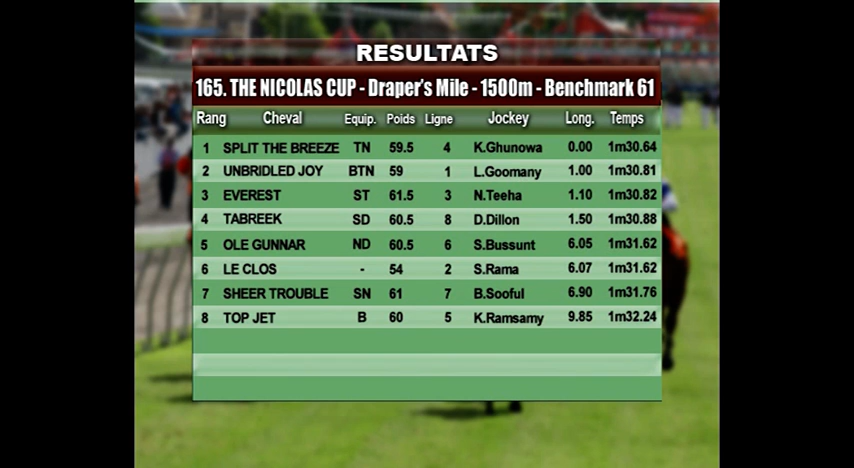 RESULTATS
165. THE NICOLAS CUP - Draper's Mile - 1500m - Benchmark 61
Rang Cheval Equip. Poids Ligne Jockey Long. Temps
1 SPLIT THE BREEZE TN 59.5 4 K.Ghunowa 0.00 1m30.64
2 UNBRIDLED JOY BTN 59 1 L.Goomany 1.00 1m30.81
3 EVEREST ST 61.5 3 N.Teeha 1.10 1m30.82
4 TABREEK SD 60.5 8 D.Dillon 1.50 1m30.88
5 OLE GUNNAR ND 60.5 6 S.Bussunt 6.05 1m31.62
6 LE CLOS - 54 2 S.Rama 6.07 1m31.62
7 SHEER TROUBLE SN 61 7 B.Sooful 6.90 1m31.76
8 TOP JET B 60 5 K.Ramsamy 9.85 1m32.24